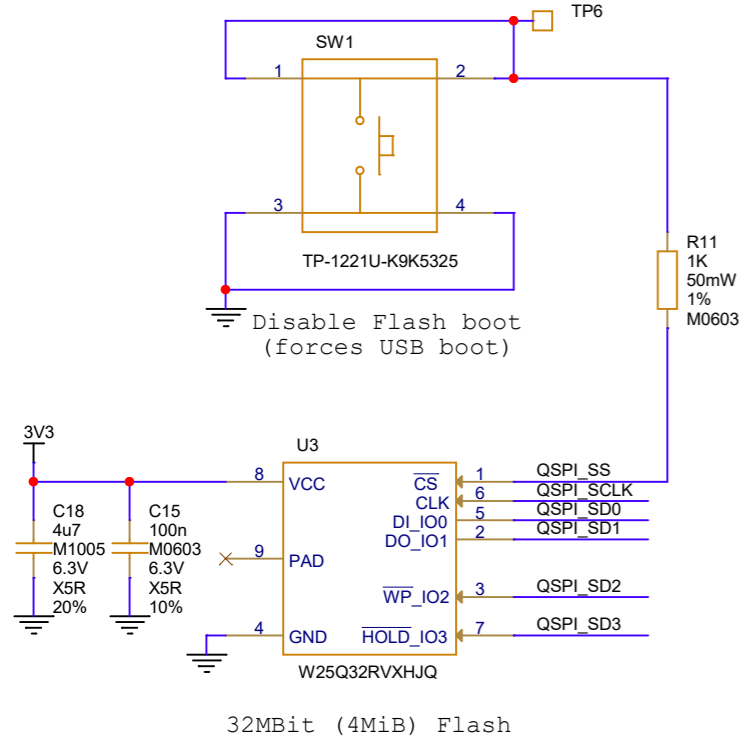 TP6
SW1
1
2
3
4
TP-1221U-K9K5325
R11
1K
50mW
1%
M0603
Disable Flash boot
(forces USB boot)
3V3
U3
8
VCC
CS
1
QSPI_SS
CLK
6
QSPI_SCLK
DI_IO0
5
QSPI_SD0
DO_IO1
2
QSPI_SD1
C18
4u7
M1005
6.3V
X5R
20%
C15
100n
M0603
6.3V
X5R
10%
9
PAD
WP_IO2
3
QSPI_SD2
4
GND
HOLD_IO3
7
QSPI_SD3
W25Q32RVXHJQ
32MBit (4MiB) Flash